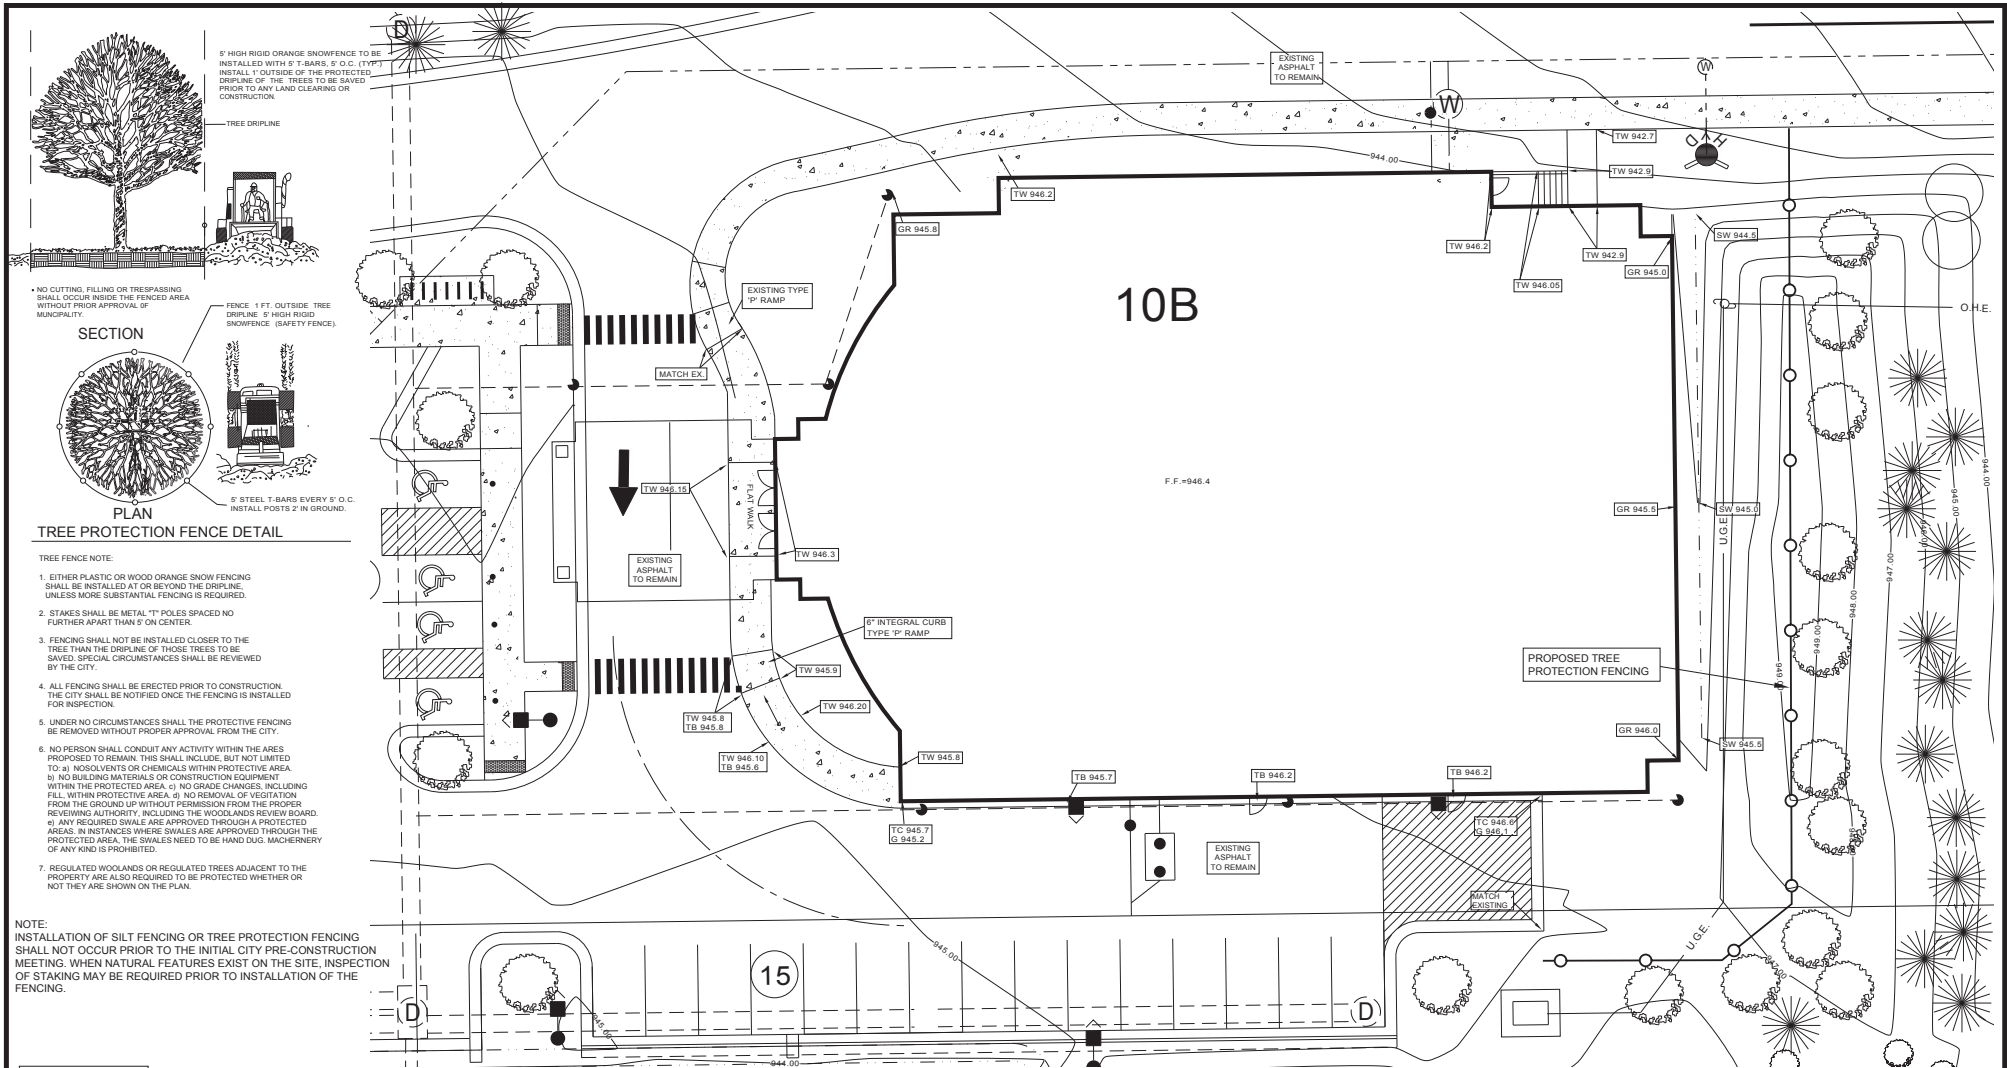 5' HIGH RIGID ORANGE SNOWFENCE TO BE
INSTALLED WITH 5' T-BARS, 5' O.C. (TYP.)
INSTALL 1' OUTSIDE OF THE PROTECTED
DRIPLINE OF THE TREES TO BE SAVED
PRIOR TO ANY LAND CLEARING OR
CONSTRUCTION.
TREE DRIPLINE
• NO CUTTING, FILLING OR TRESPASSING
SHALL OCCUR INSIDE THE FENCED AREA
WITHOUT PRIOR APPROVAL OF
MUNCIPALITY.
FENCE 1 FT. OUTSIDE TREE
DRIPLINE 5' HIGH RIGID
SNOWFENCE (SAFETY FENCE).
SECTION
5' STEEL T-BARS EVERY 5' O.C.
INSTALL POSTS 2' IN GROUND.
PLAN
TREE PROTECTION FENCE DETAIL
TREE FENCE NOTE:
1. EITHER PLASTIC OR WOOD ORANGE SNOW FENCING
SHALL BE INSTALLED AT OR BEYOND THE DRIPLINE,
UNLESS MORE SUBSTANTIAL FENCING IS REQUIRED.
2. STAKES SHALL BE METAL "T" POLES SPACED NO
FURTHER APART THAN 5' ON CENTER.
3. FENCING SHALL NOT BE INSTALLED CLOSER TO THE
TREE THAN THE DRIPLINE OF THOSE TREES TO BE
SAVED. SPECIAL CIRCUMSTANCES SHALL BE REVIEWED
BY THE CITY.
4. ALL FENCING SHALL BE ERECTED PRIOR TO CONSTRUCTION.
THE CITY SHALL BE NOTIFIED ONCE THE FENCING IS INSTALLED
FOR INSPECTION.
5. UNDER NO CIRCUMSTANCES SHALL THE PROTECTIVE FENCING
BE REMOVED WITHOUT PROPER APPROVAL FROM THE CITY.
6. NO PERSON SHALL CONDUIT ANY ACTIVITY WITHIN THE ARES
PROPOSED TO REMAIN. THIS SHALL INCLUDE, BUT NOT LIMITED
TO: a) NOSOLVENTS OR CHEMICALS WITHIN PROTECTIVE AREA.
b) NO BUILDING MATERIALS OR CONSTRUCTION EQUIPMENT
WITHIN THE PROTECTED AREA. c) NO GRADE CHANGES, INCLUDING
FILL, WITHIN PROTECTIVE AREA. d) NO REMOVAL OF VEGITATION
FROM THE GROUND UP WITHOUT PERMISSION FROM THE PROPER
REVEIWING AUTHORITY, INCLUDING THE WOODLANDS REVIEW BOARD.
e) ANY REQUIRED SWALE ARE APPROVED THROUGH A PROTECTED
AREAS. IN INSTANCES WHERE SWALES ARE APPROVED THROUGH THE
PROTECTED AREA, THE SWALES NEED TO BE HAND DUG. MACHERNERY
OF ANY KIND IS PROHIBITED.
7. REGULATED WOOLANDS OR REGULATED TREES ADJACENT TO THE
PROPERTY ARE ALSO REQUIRED TO BE PROTECTED WHETHER OR
NOT THEY ARE SHOWN ON THE PLAN.
NOTE:
INSTALLATION OF SILT FENCING OR TREE PROTECTION FENCING
SHALL NOT OCCUR PRIOR TO THE INITIAL CITY PRE-CONSTRUCTION
MEETING. WHEN NATURAL FEATURES EXIST ON THE SITE, INSPECTION
OF STAKING MAY BE REQUIRED PRIOR TO INSTALLATION OF THE
FENCING.
D
EXISTING
ASPHALT
TO REMAIN
W
W
HYD
TW 942.7
944.00
TW 942.9
TW 946.2
GR 945.8
TW 946.2
TW 942.9
SW 944.5
GR 945.0
TW 946.05
EXISTING TYPE
'P' RAMP
10B
O.H.E.
MATCH EX.
F.F.=946.4
TW 946.15
FLAT WALK
GR 945.5
SW 945.0
U.G.E.
944.00
945.00
946.00
947.00
948.00
949.00
949.00
TW 946.3
EXISTING
ASPHALT
TO REMAIN
6" INTEGRAL CURB
TYPE 'P' RAMP
PROPOSED TREE
PROTECTION FENCING
TW 945.9
TW 946.20
TW 945.8
TB 945.8
GR 946.0
SW 945.5
TW 946.10
TB 945.6
TW 945.8
TB 945.7
TB 946.2
TB 946.2
TC 945.7
G 945.2
TC 946.6
G 946.1
EXISTING
ASPHALT
TO REMAIN
MATCH
EXISTING
U.G.E.
945.00
947.00
15
D
D
945.00
944.00